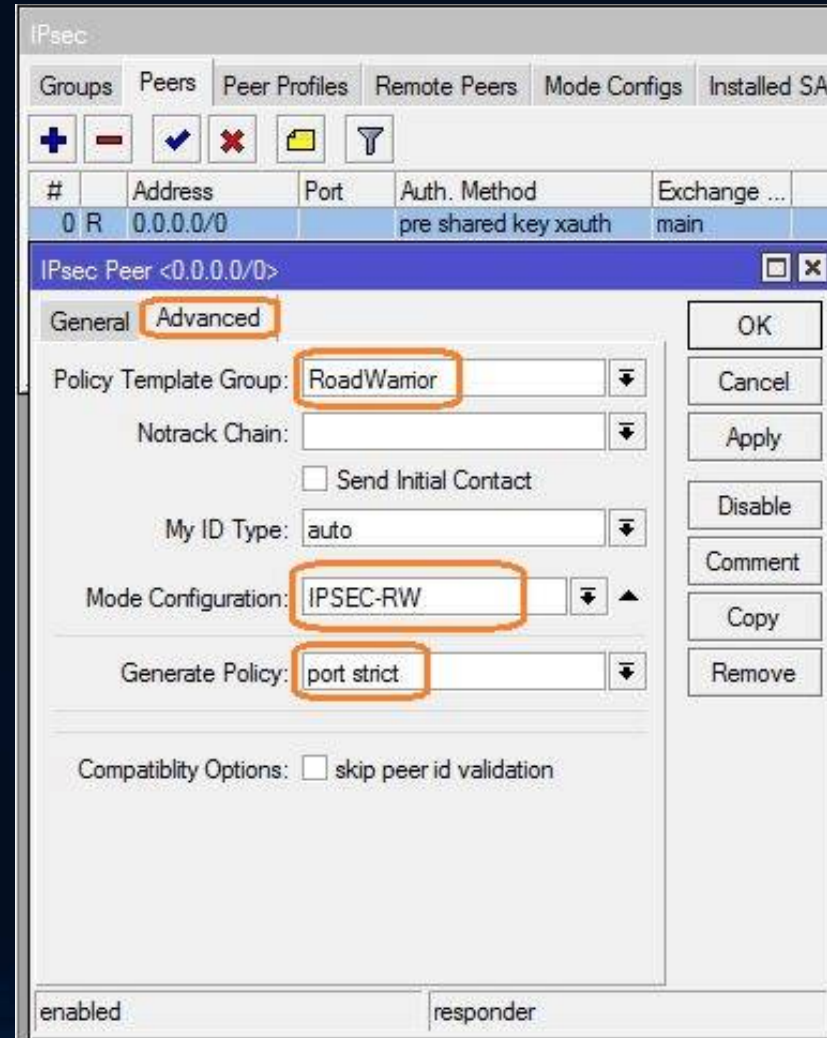 IPsec
Groups Peers Peer Profiles Remote Peers Mode Configs Installed SA
# Address Port Auth. Method Exchange ...
0 R 0.0.0.0/0 pre shared key xauth main
IPsec Peer <0.0.0.0/0>
General Advanced
OK
Policy Template Group: RoadWarrior
Cancel
Notrack Chain:
Apply
Send Initial Contact
Disable
My ID Type: auto
Comment
Mode Configuration: IPSEC-RW
Copy
Generate Policy: port strict
Remove
Compatiblity Options: skip peer id validation
enabled responder